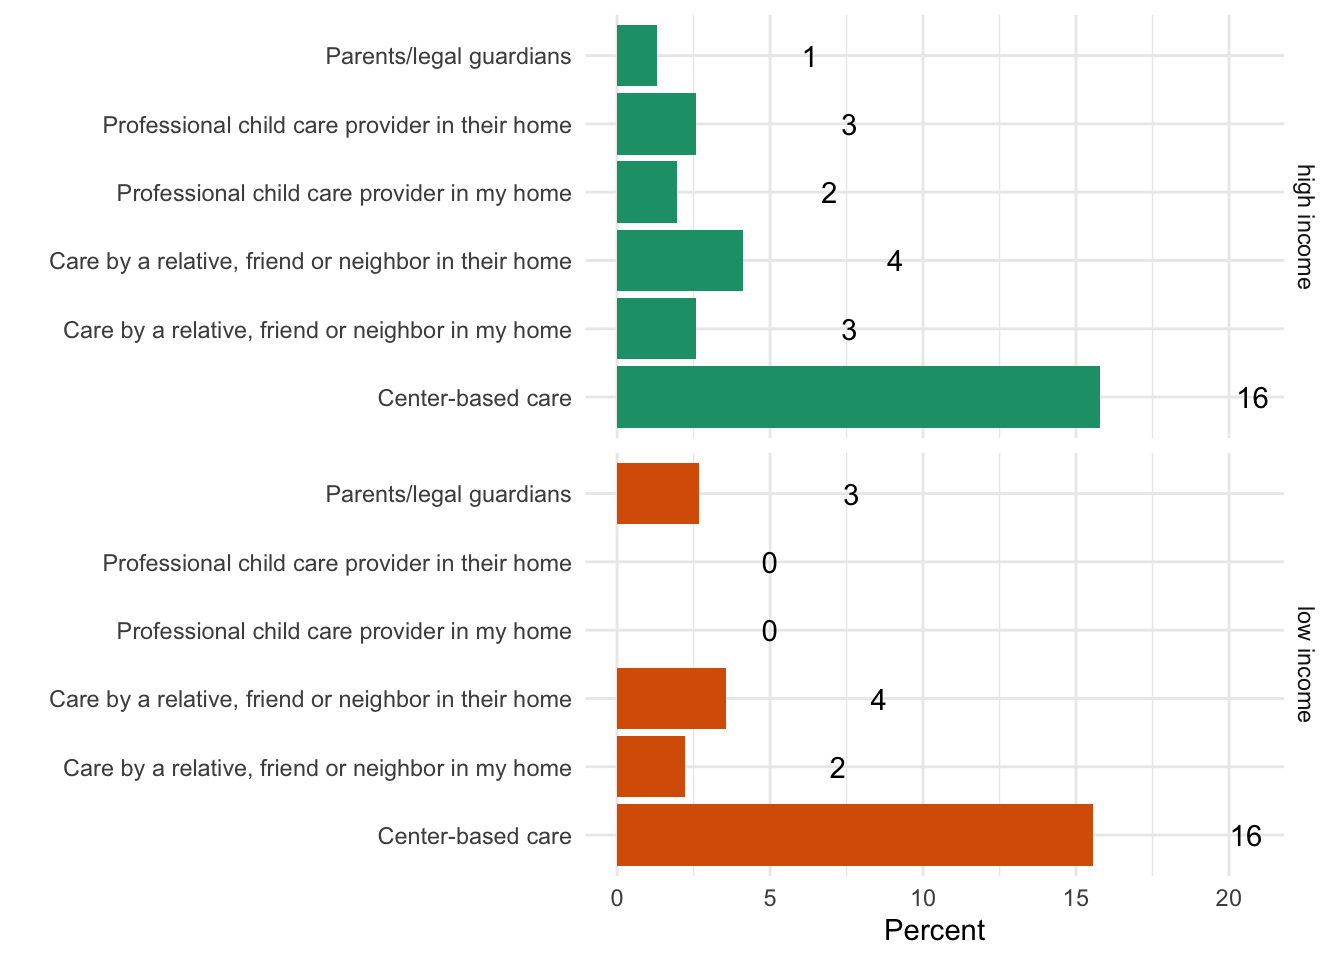 Parents/legal guardians 1
Professional child care provider in their home 3
Professional child care provider in my home 2
Care by a relative, friend or neighbor in their home 4
Care by a relative, friend or neighbor in my home 3
Center-based care 16
high income
Parents/legal guardians 3
Professional child care provider in their home 0
Professional child care provider in my home 0
Care by a relative, friend or neighbor in their home 4
Care by a relative, friend or neighbor in my home 2
Center-based care 16
low income
0 5 10 15 20
Percent